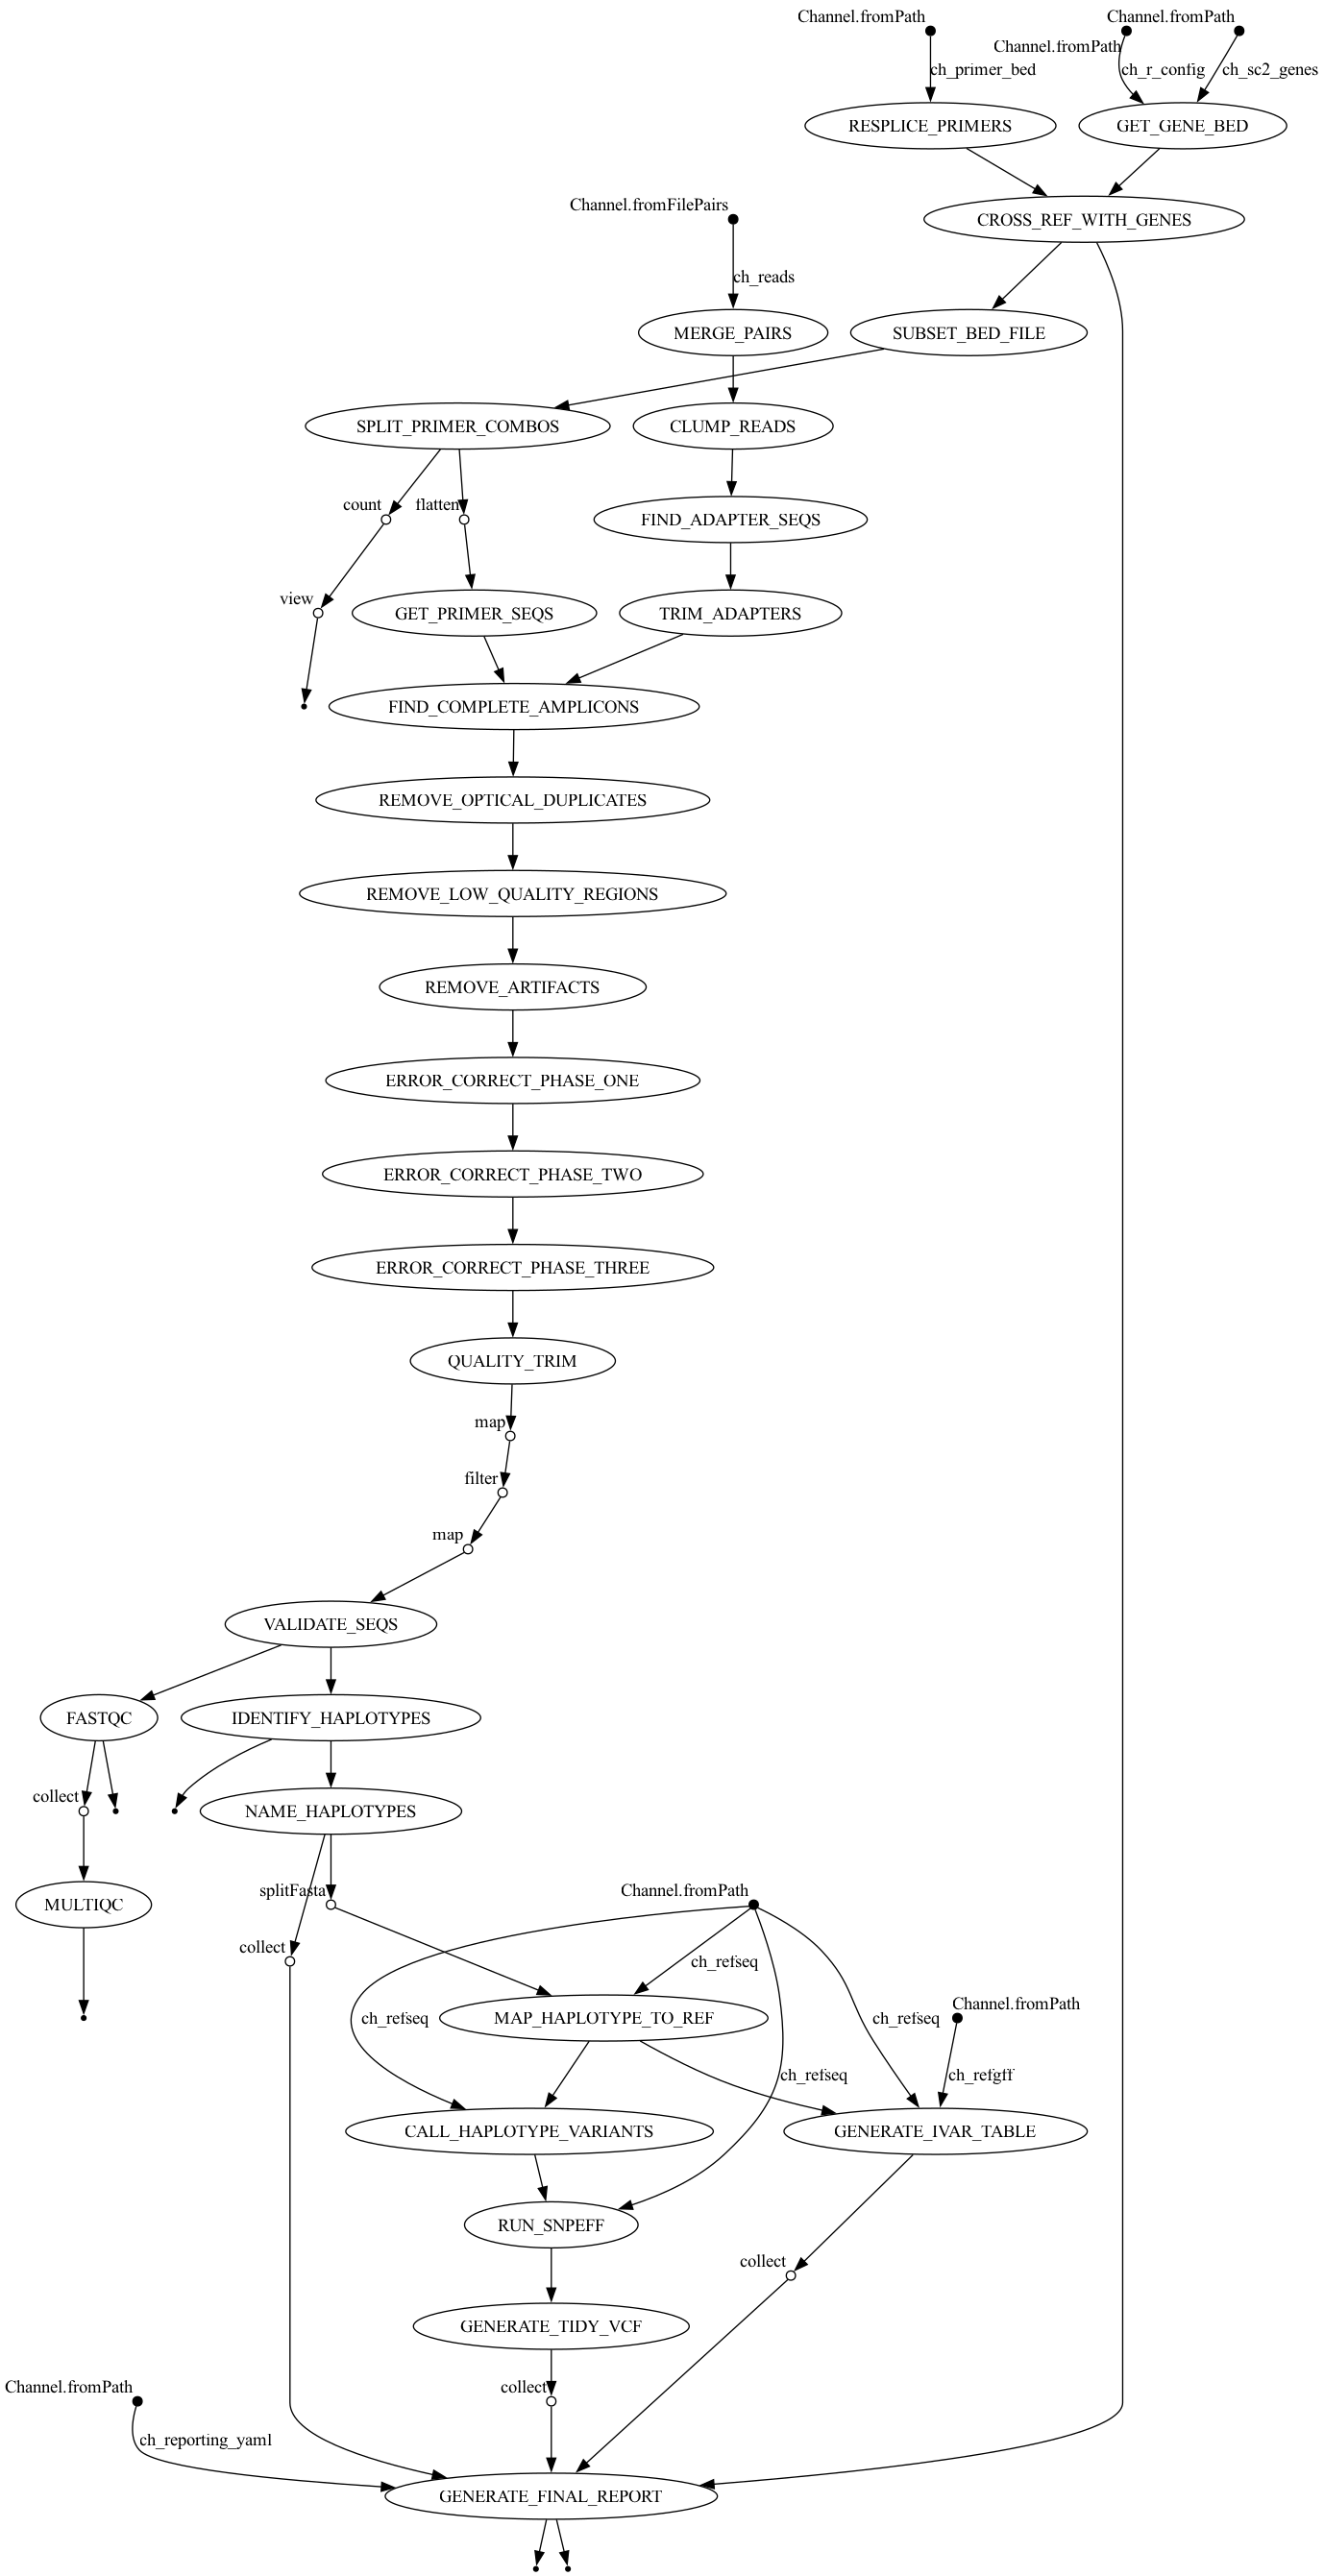 Channel.fromPath
Channel.fromPath
Channel.fromPath
ch_primer_bed
ch_r_config
ch_sc2_genes
RESPLICE_PRIMERS
GET_GENE_BED
Channel.fromFilePairs
CROSS_REF_WITH_GENES
ch_reads
MERGE_PAIRS
SUBSET_BED_FILE
SPLIT_PRIMER_COMBOS
CLUMP_READS
count
flatten
FIND_ADAPTER_SEQS
view
GET_PRIMER_SEQS
TRIM_ADAPTERS
FIND_COMPLETE_AMPLICONS
REMOVE_OPTICAL_DUPLICATES
REMOVE_LOW_QUALITY_REGIONS
REMOVE_ARTIFACTS
ERROR_CORRECT_PHASE_ONE
ERROR_CORRECT_PHASE_TWO
ERROR_CORRECT_PHASE_THREE
QUALITY_TRIM
map
filter
map
VALIDATE_SEQS
FASTQC
IDENTIFY_HAPLOTYPES
collect
NAME_HAPLOTYPES
splitFasta
Channel.fromPath
MULTIQC
collect
ch_refseq
Channel.fromPath
ch_refseq
MAP_HAPLOTYPE_TO_REF
ch_refseq
ch_refseq
ch_refgff
CALL_HAPLOTYPE_VARIANTS
GENERATE_IVAR_TABLE
RUN_SNPEFF
collect
GENERATE_TIDY_VCF
Channel.fromPath
collect
ch_reporting_yaml
GENERATE_FINAL_REPORT